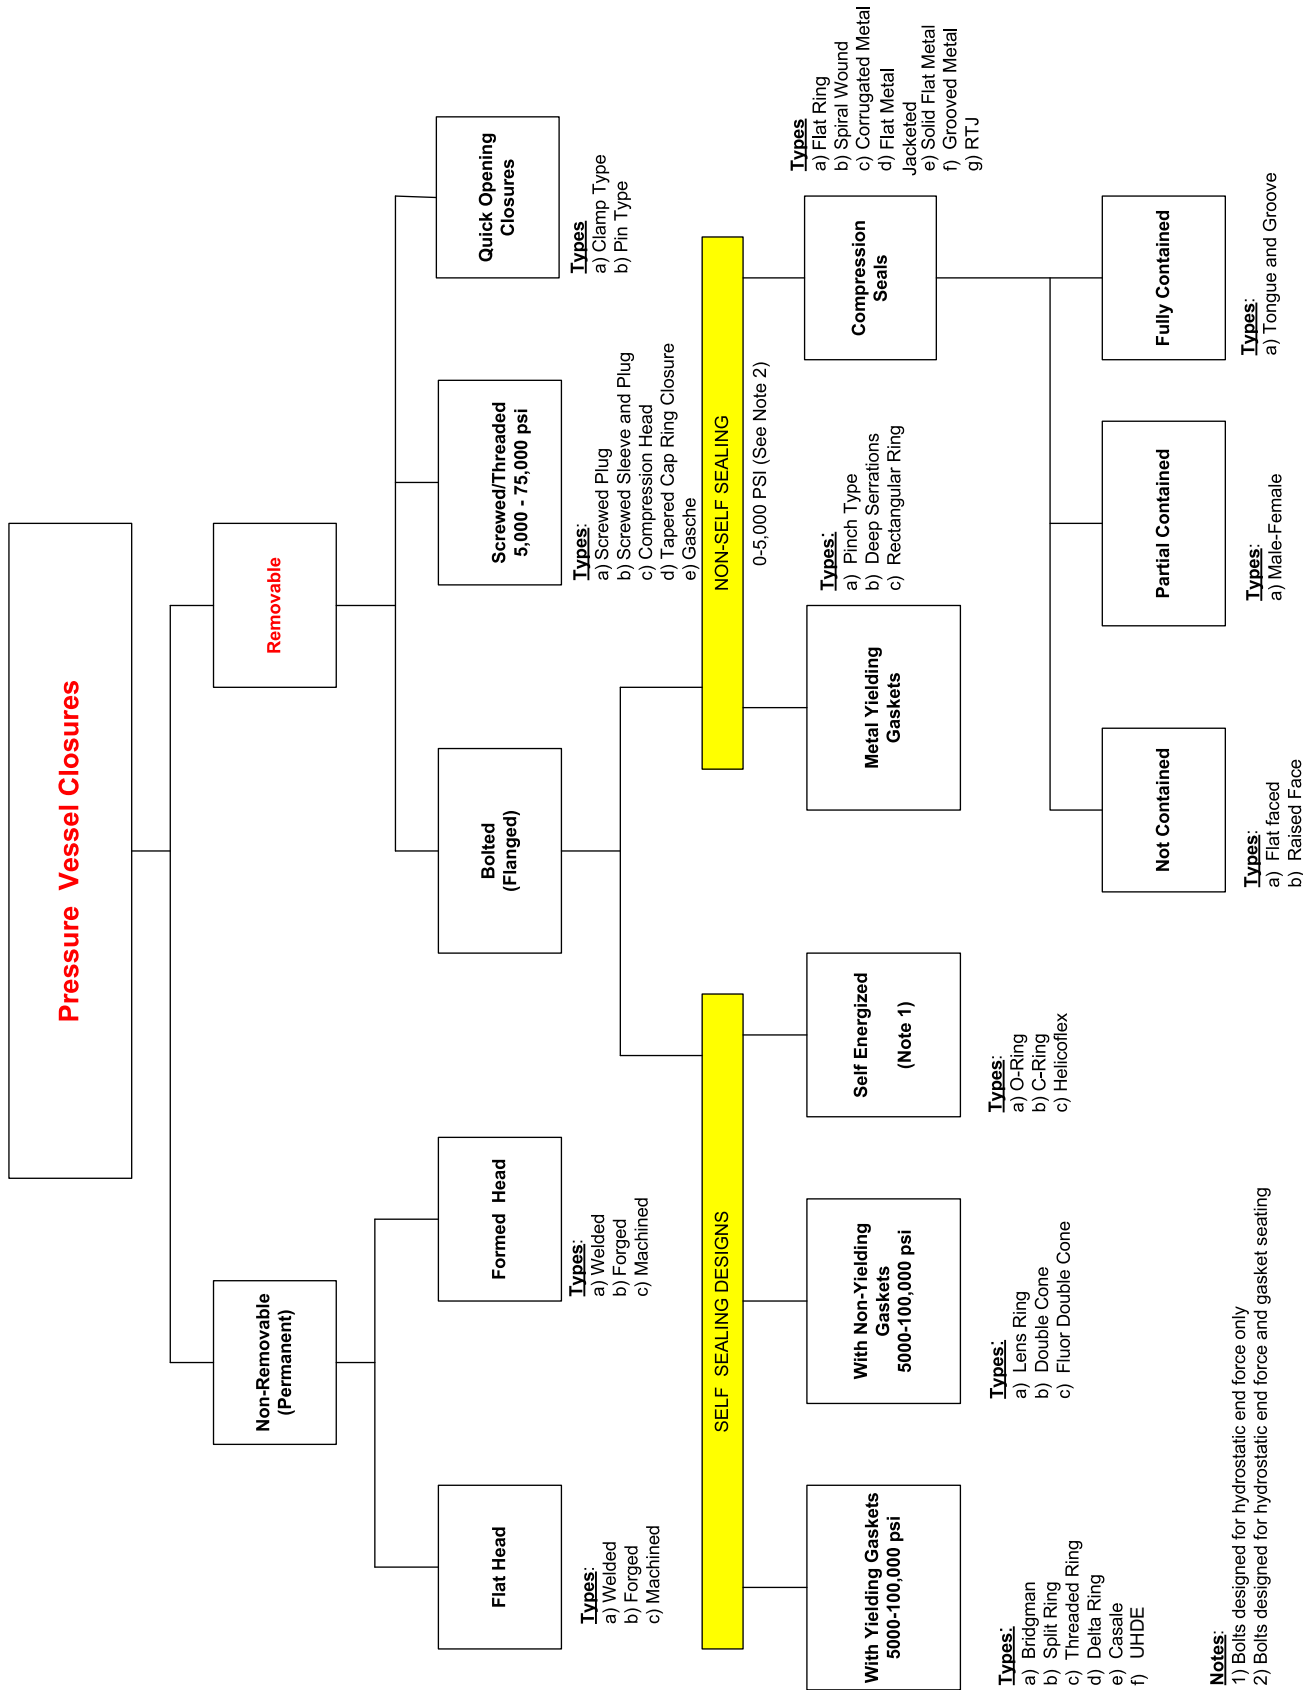 Pressure Vessel Closures
Non-Removable
(Permanent)
Removable
Flat Head
Types:
a) Welded
b) Forged
c) Machined
Formed Head
Types:
a) Welded
b) Forged
c) Machined
Bolted
(Flanged)
Screwed/Threaded
5,000 - 75,000 psi
Types:
a) Screwed Plug
b) Screwed Sleeve and Plug
c) Compression Head
d) Tapered Cap Ring Closure
e) Gasche
Quick Opening
Closures
Types
a) Clamp Type
b) Pin Type
SELF SEALING DESIGNS
NON-SELF SEALING
0-5,000 PSI (See Note 2)
With Yielding Gaskets
5000-100,000 psi
Types:
a) Bridgman
b) Split Ring
c) Threaded Ring
d) Delta Ring
e) Casale
f) UHDE
With Non-Yielding
Gaskets
5000-100,000 psi
Types:
a) Lens Ring
b) Double Cone
c) Fluor Double Cone
Self Energized
(Note 1)
Types:
a) O-Ring
b) C-Ring
c) Helicoflex
Metal Yielding
Gaskets
Types:
a) Pinch Type
b) Deep Serrations
c) Rectangular Ring
Compression
Seals
Types
a) Flat Ring
b) Spiral Wound
c) Corrugated Metal
d) Flat Metal
Jacketed
e) Solid Flat Metal
f) Grooved Metal
g) RTJ
Not Contained
Types:
a) Flat faced
b) Raised Face
Partial Contained
Types:
a) Male-Female
Fully Contained
Types:
a) Tongue and Groove
Notes:
1) Bolts designed for hydrostatic end force only
2) Bolts designed for hydrostatic end force and gasket seating